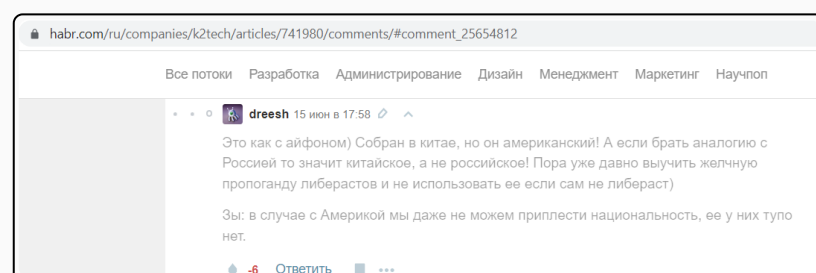 habr.com/ru/companies/k2tech/articles/741980/comments/#comment_25654812
Все потоки Разработка Администрирование Дизайн Менеджмент Маркетинг Научпоп
dreesh 15 июн в 17:58
Это как с айфоном) Собран в китае, но он американский! А если брать аналогию с
Россией то значит китайское, а не российское! Пора уже давно выучить желчную
пропоганду либерастов и не использовать ее если сам не либераст)
Зы: в случае с Америкой мы даже не можем приплести национальность, ее у них тупо
нет.
-6 Ответить